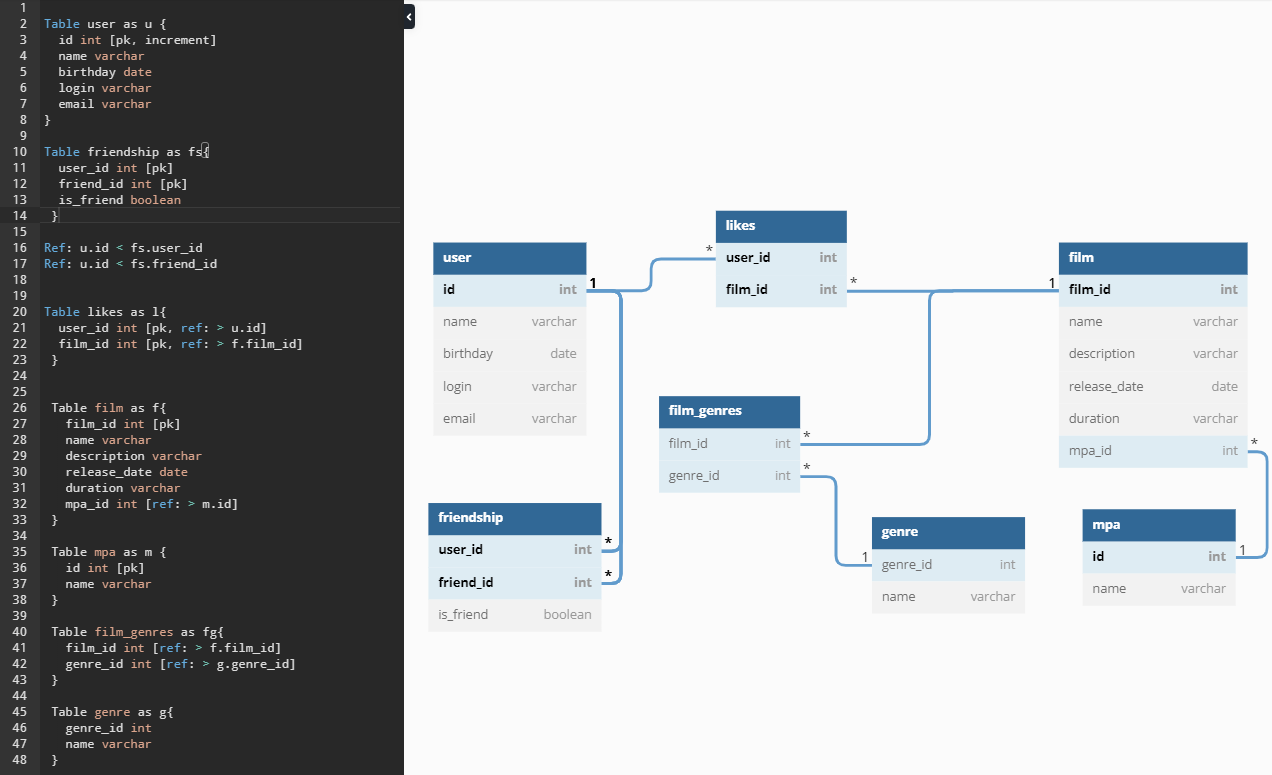 1
2 Table user as u {
3 id int [pk, increment]
4 name varchar
5 birthday date
6 login varchar
7 email varchar
8 }
9
10 Table friendship as fs{
11 user_id int [pk]
12 friend_id int [pk]
13 is_friend boolean
14 }
15
16 Ref: u.id < fs.user_id
17 Ref: u.id < fs.friend_id
18
19
20 Table likes as l{
21 user_id int [pk, ref: > u.id]
22 film_id int [pk, ref: > f.film_id]
23 }
24
25
26 Table film as f{
27 film_id int [pk]
28 name varchar
29 description varchar
30 release_date date
31 duration varchar
32 mpa_id int [ref: > m.id]
33 }
34
35 Table mpa as m {
36 id int [pk]
37 name varchar
38 }
39
40 Table film_genres as fg{
41 film_id int [ref: > f.film_id]
42 genre_id int [ref: > g.genre_id]
43 }
44
45 Table genre as g{
46 genre_id int
47 name varchar
48 }
user
id int 1
name varchar
birthday date
login varchar
email varchar
friendship
user_id int *
friend_id int *
is_friend boolean
likes
* user_id int
film_id int *
film_genres
film_id int *
genre_id int *
genre
1 genre_id int
name varchar
film
1 film_id int
name varchar
description varchar
release_date date
duration varchar
mpa_id int *
mpa
id int 1
name varchar